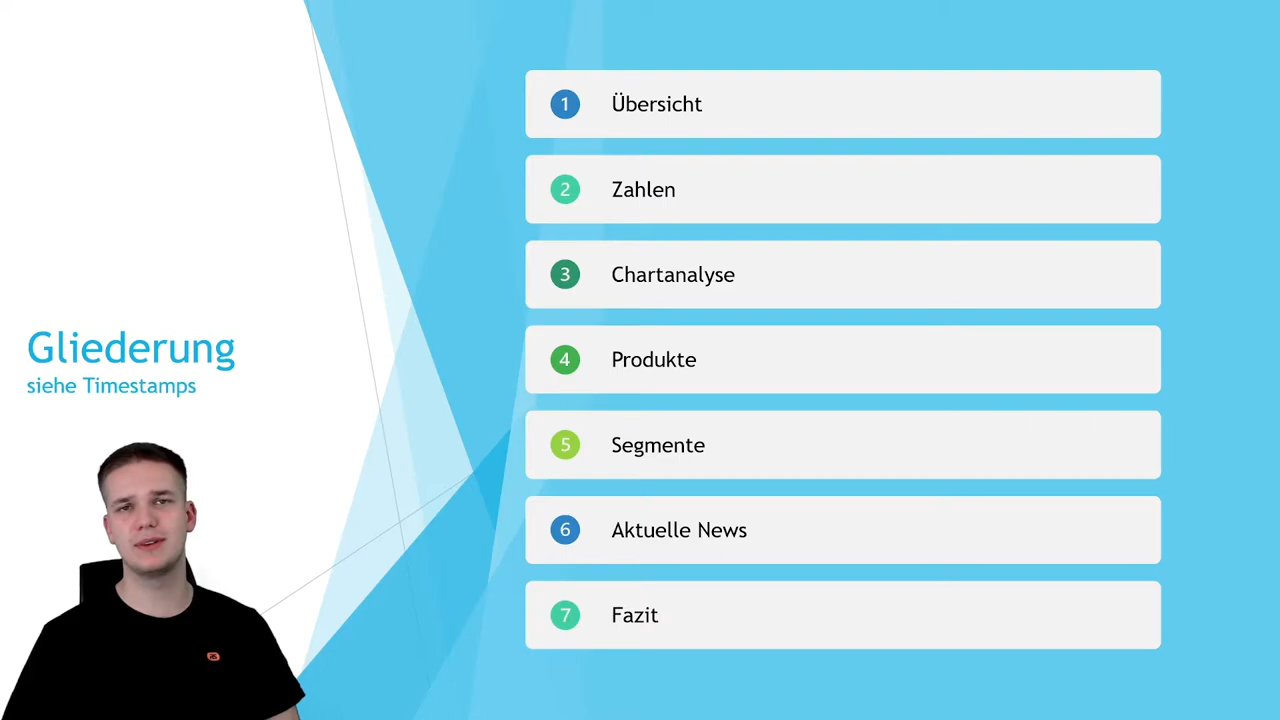 Gliederung
siehe Timestamps
1 Übersicht
2 Zahlen
3 Chartanalyse
4 Produkte
5 Segmente
6 Aktuelle News
7 Fazit